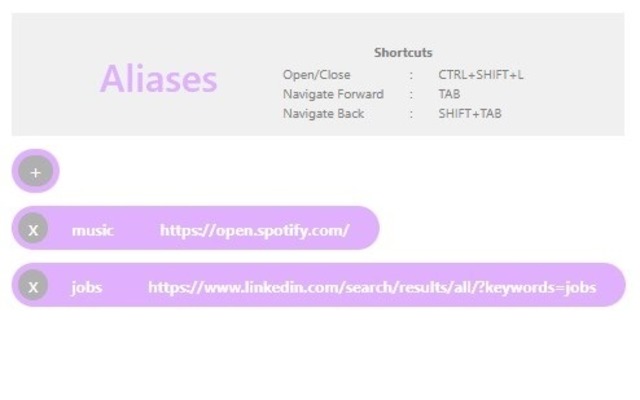 Aliases
Shortcuts
Open/Close : CTRL+SHIFT+L
Navigate Forward : TAB
Navigate Back : SHIFT+TAB
+
x music https://open.spotify.com/
x jobs https://www.linkedin.com/search/results/all/?keywords=jobs